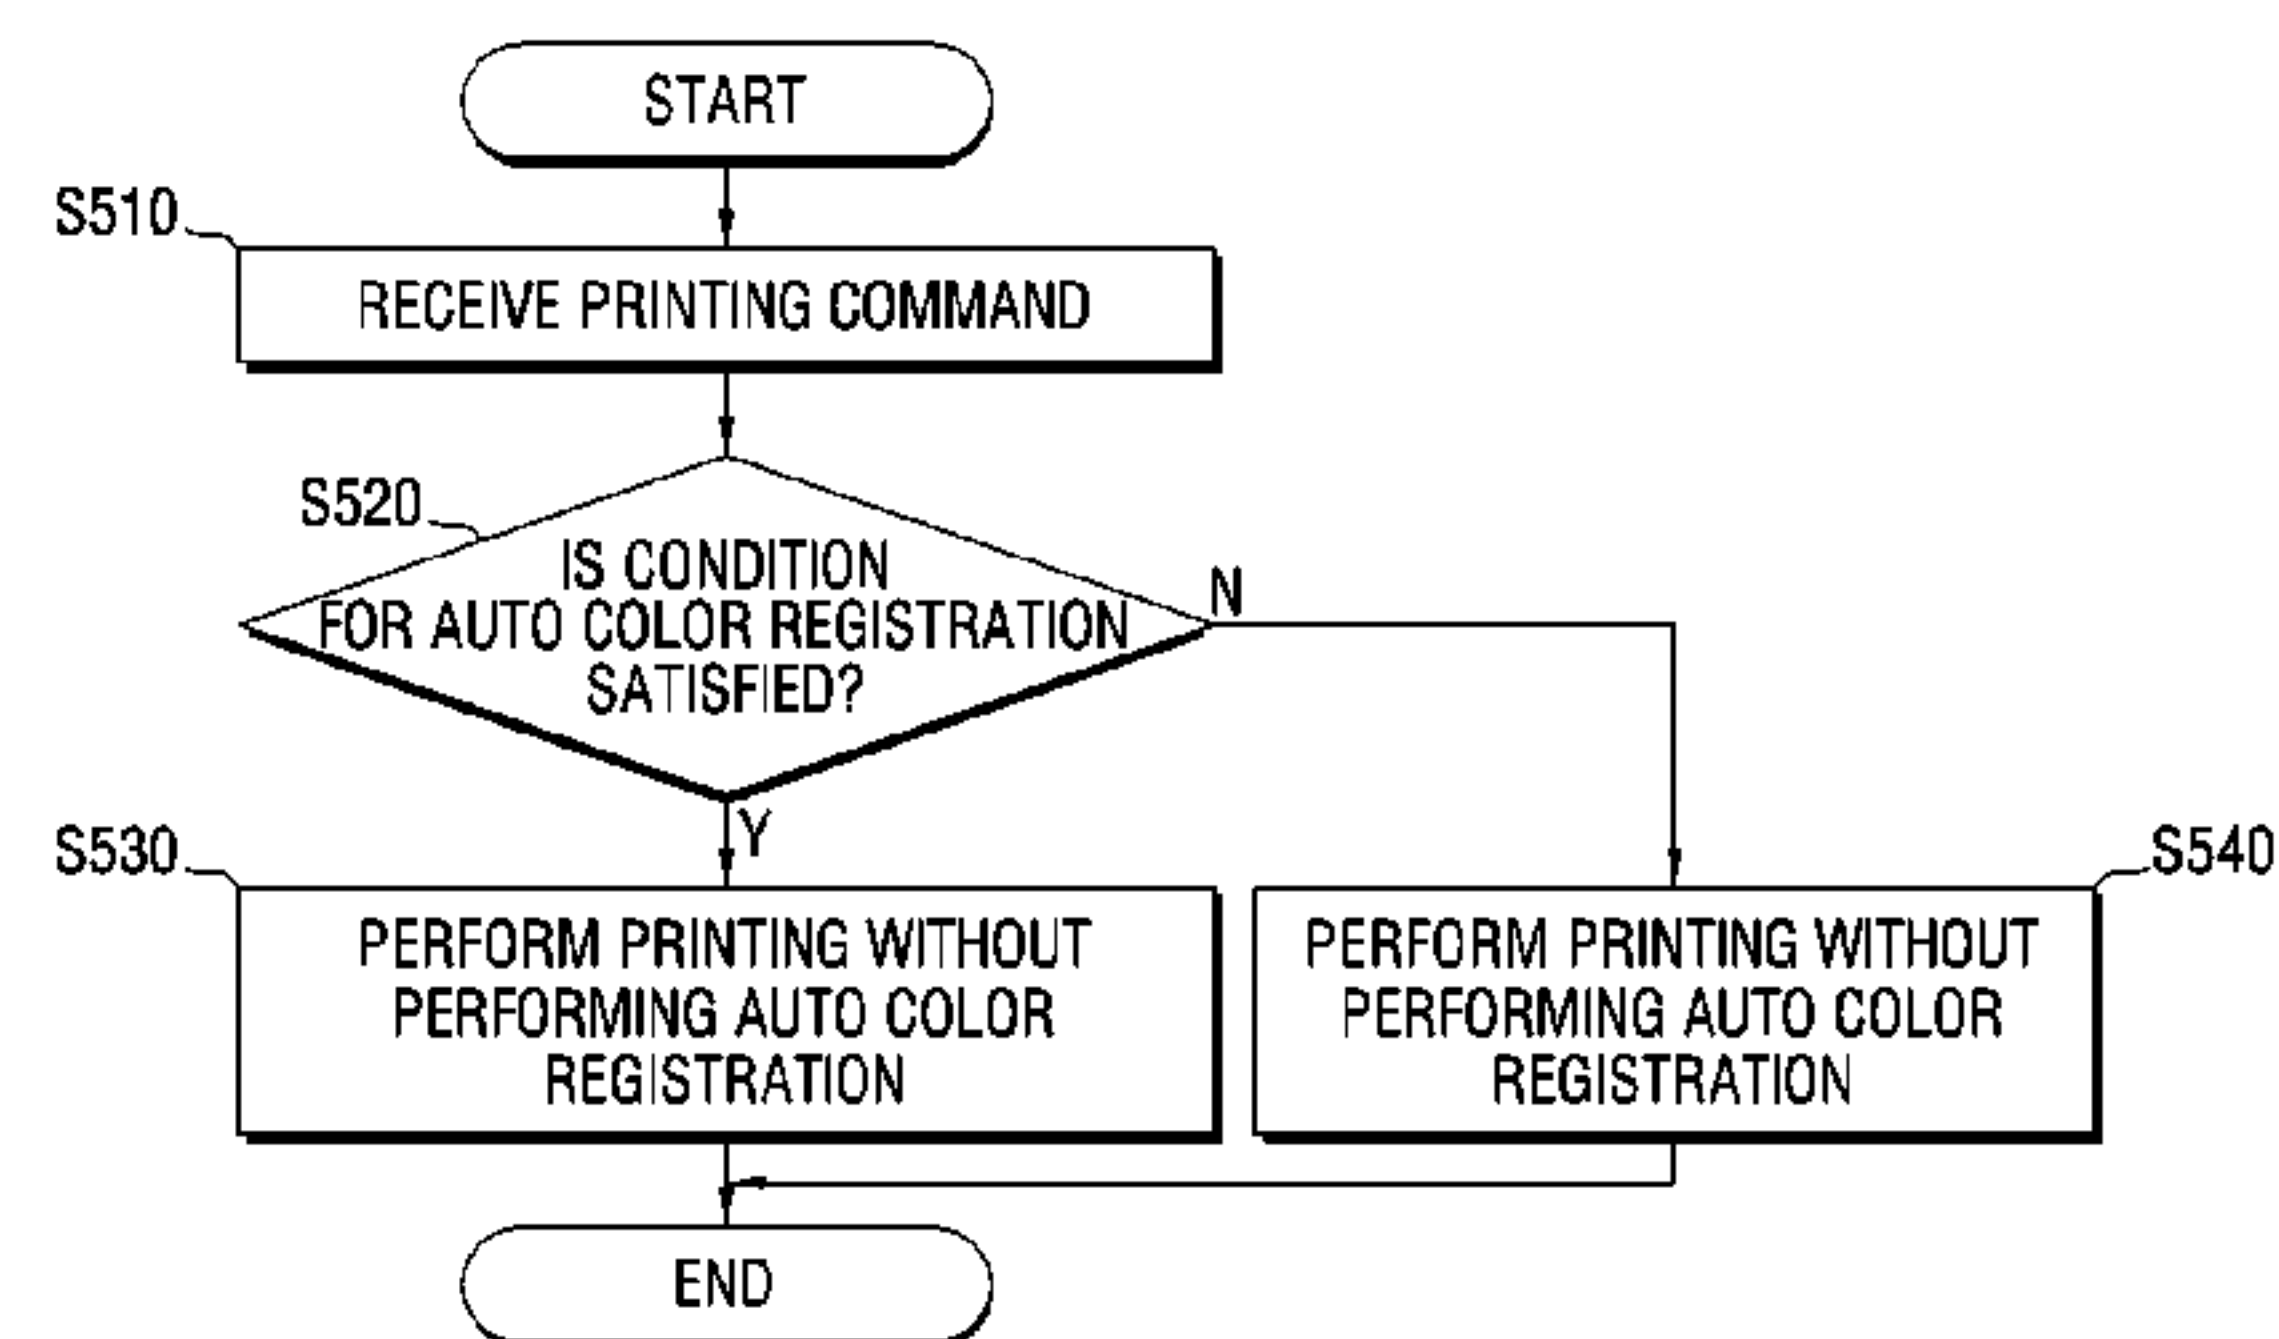 START
S510
RECEIVE PRINTING COMMAND
S520
IS CONDITION
FOR AUTO COLOR REGISTRATION
SATISFIED?
N
Y
S530
PERFORM PRINTING WITHOUT
PERFORMING AUTO COLOR
REGISTRATION
S540
PERFORM PRINTING WITHOUT
PERFORMING AUTO COLOR
REGISTRATION
END